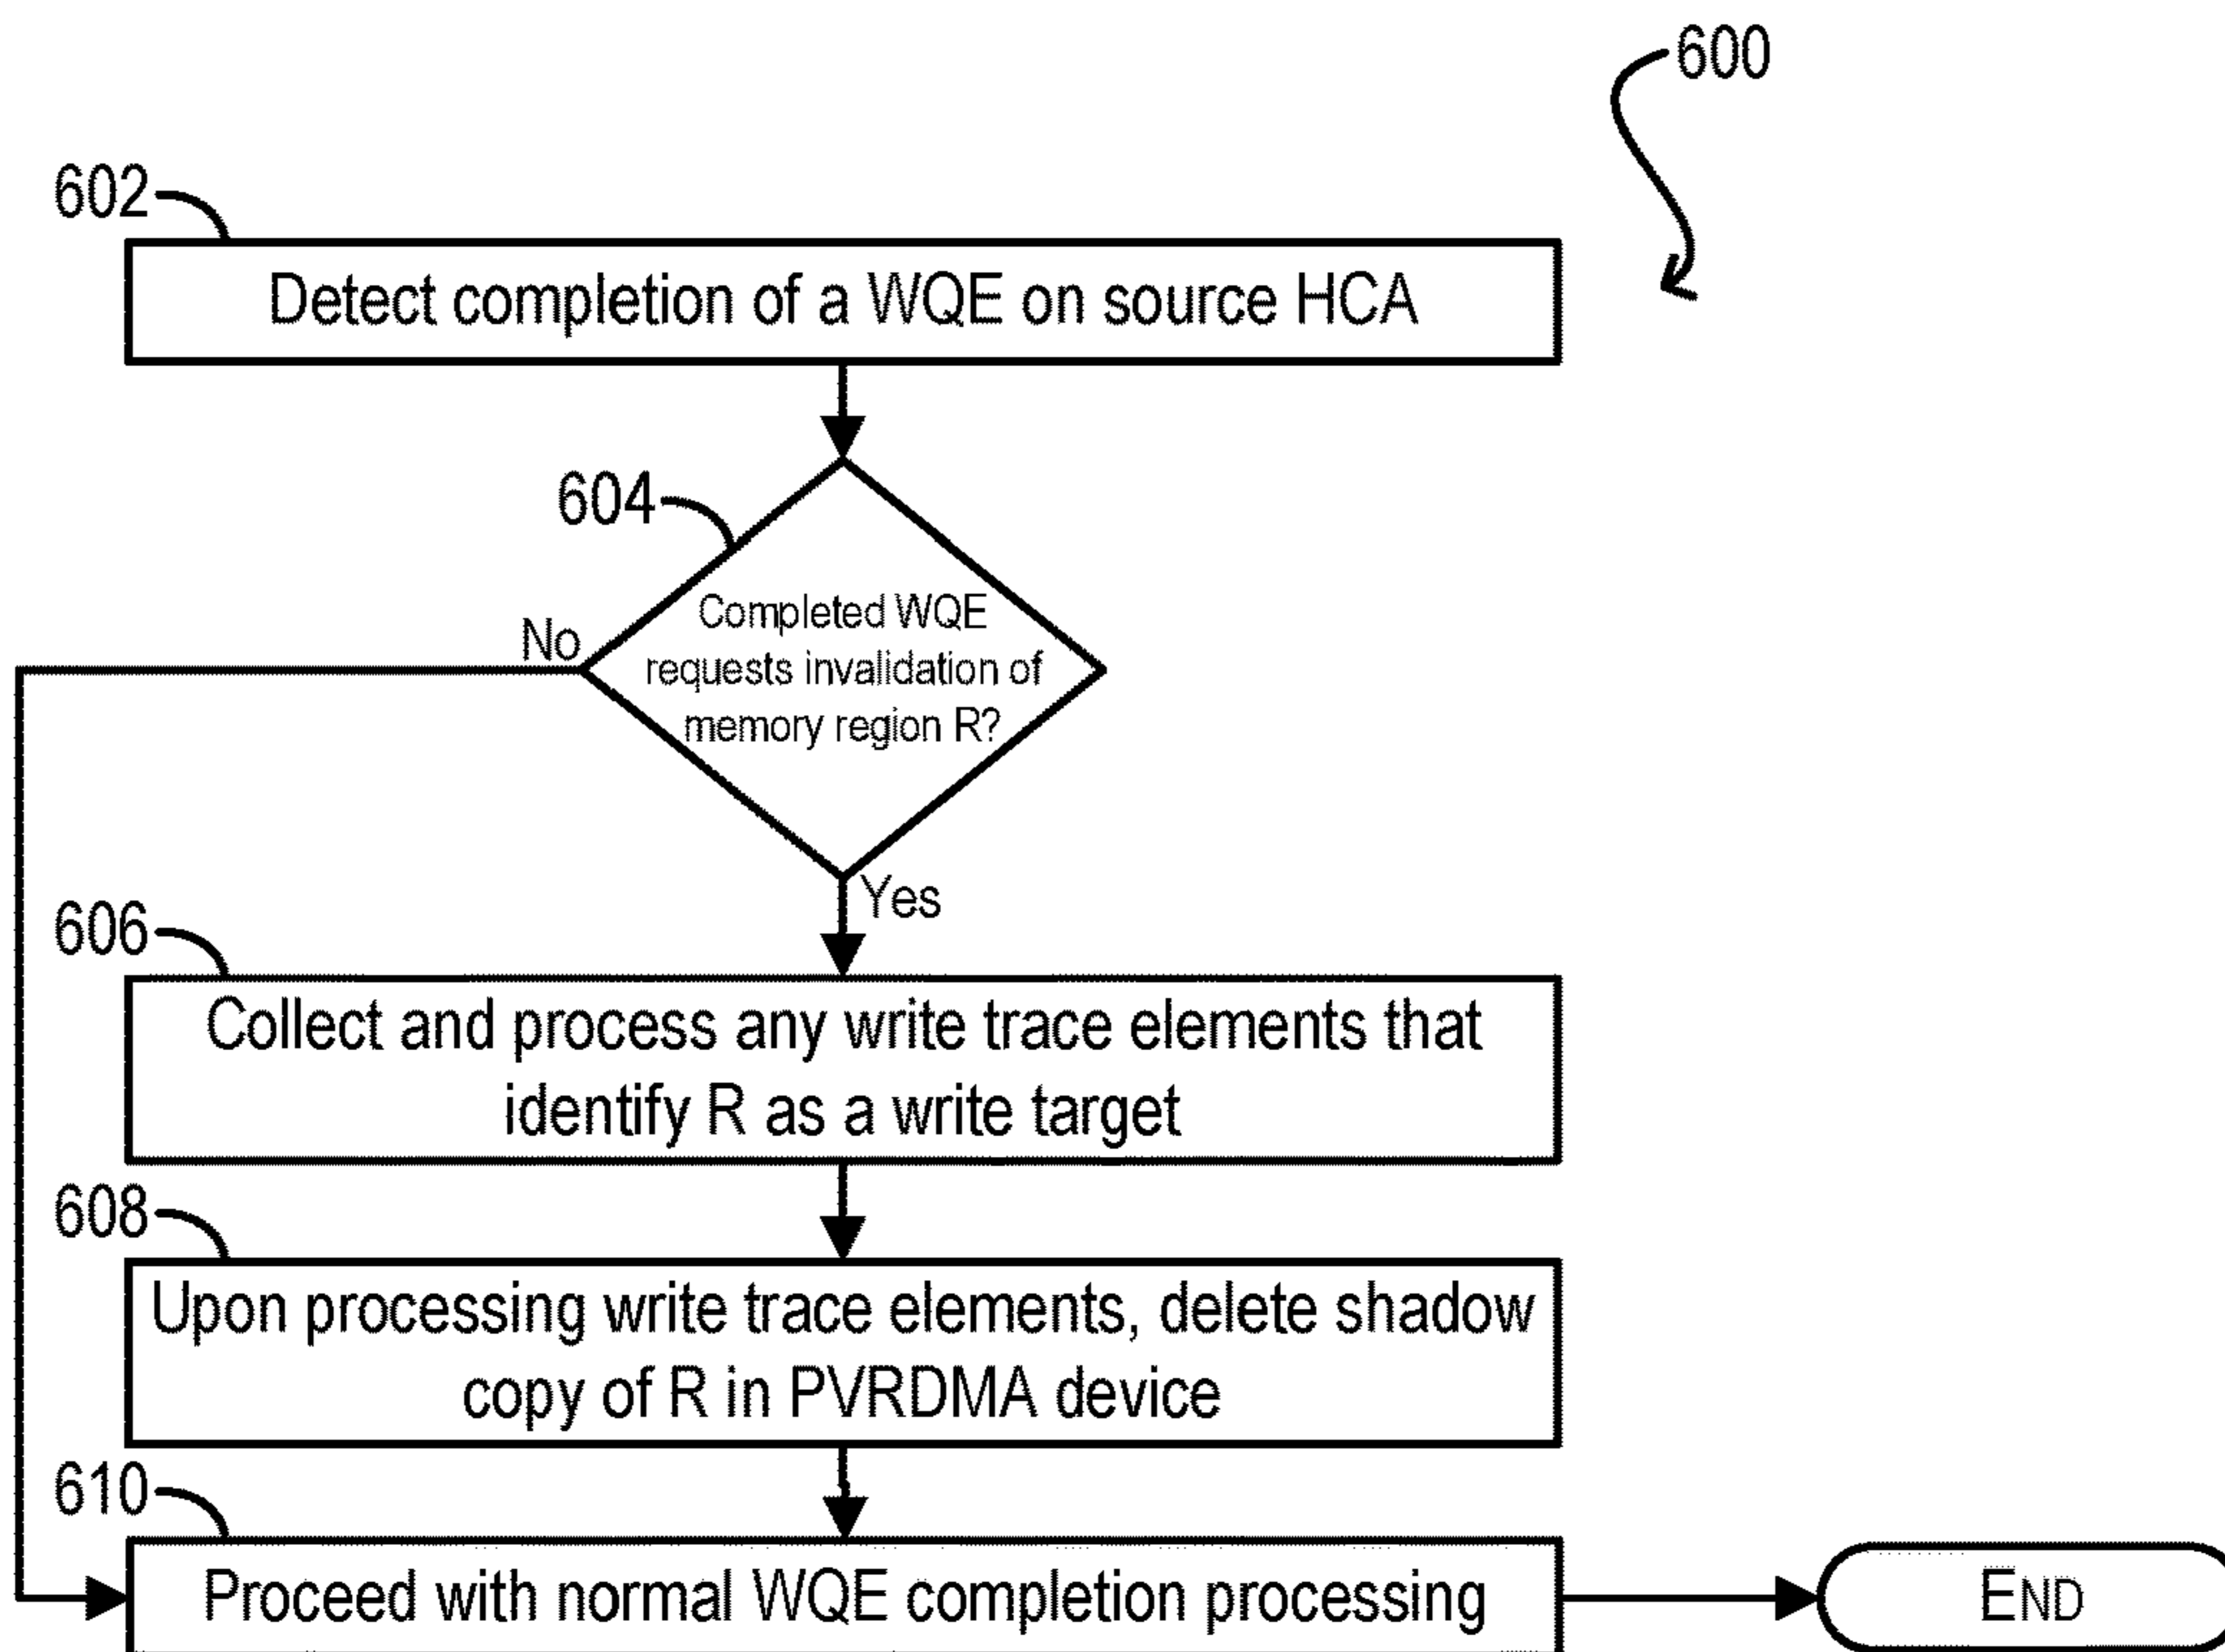 600
602
Detect completion of a WQE on source HCA
604
Completed WQE
requests invalidation of
memory region R?
No
Yes
606
Collect and process any write trace elements that
identify R as a write target
608
Upon processing write trace elements, delete shadow
copy of R in PVRDMA device
610
Proceed with normal WQE completion processing
END